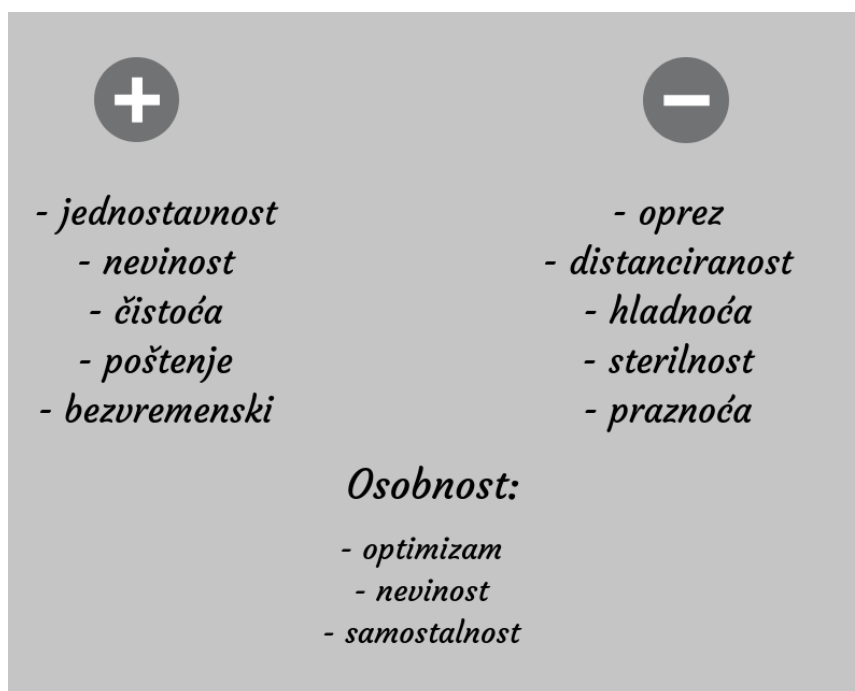 - jednostavnost
- nevinost
- čistoća
- poštenje
- bezvremenski
- oprez
- distanciranost
- hladnoća
- sterilnost
- praznoća
Osobnost:
- optimizam
- nevinost
- samostalnost